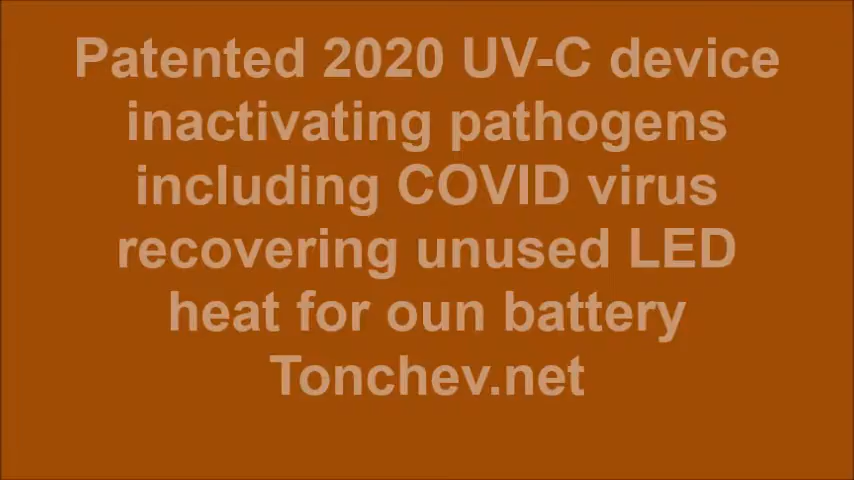 Patented 2020 UV-C device
inactivating pathogens
including COVID virus
recovering unused LED
heat for oun battery
Tonchev.net